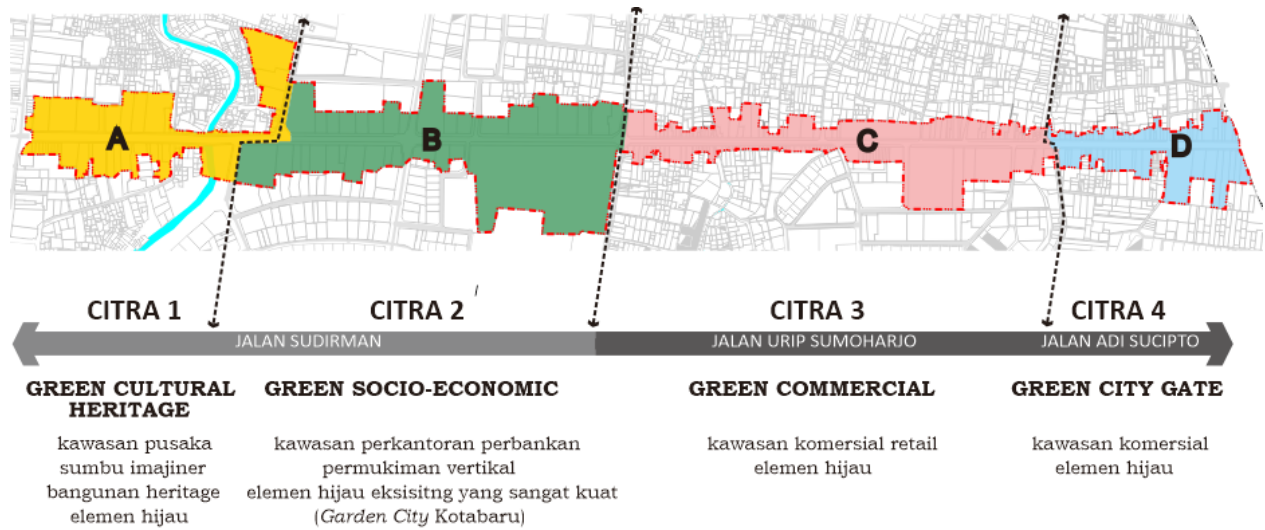 A
B
C
D
CITRA 1
CITRA 2
CITRA 3
CITRA 4
JALAN SUDIRMAN
JALAN URIP SUMOHARJO
JALAN ADI SUCIPTO
GREEN CULTURAL
HERITAGE
kawasan pusaka
sumbu imajiner
bangunan heritage
elemen hijau
GREEN SOCIO-ECONOMIC
kawasan perkantoran perbankan
permukiman vertikal
elemen hijau eksisitng yang sangat kuat
(Garden City Kotabaru)
GREEN COMMERCIAL
kawasan komersial retail
elemen hijau
GREEN CITY GATE
kawasan komersial
elemen hijau